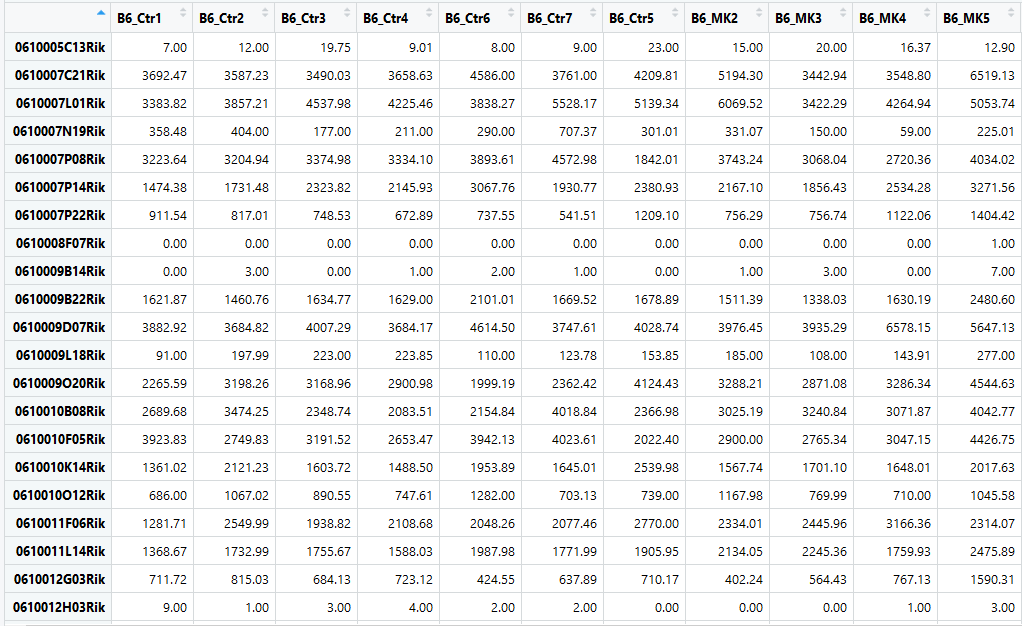 B6_Ctr1 B6_Ctr2 B6_Ctr3 B6_Ctr4 B6_Ctr6 B6_Ctr7 B6_Ctr5 B6_MK2 B6_MK3 B6_MK4 B6_MK5
0610005C13Rik 7.00 12.00 19.75 9.01 8.00 9.00 23.00 15.00 20.00 16.37 12.90
0610007C21Rik 3692.47 3587.23 3490.03 3658.63 4586.00 3761.00 4209.81 5194.30 3442.94 3548.80 6519.13
0610007L01Rik 3383.82 3857.21 4537.98 4225.46 3838.27 5528.17 5139.34 6069.52 3422.29 4264.94 5053.74
0610007N19Rik 358.48 404.00 177.00 211.00 290.00 707.37 301.01 331.07 150.00 59.00 225.01
0610007P08Rik 3223.64 3204.94 3374.98 3334.10 3893.61 4572.98 1842.01 3743.24 3068.04 2720.36 4034.02
0610007P14Rik 1474.38 1731.48 2323.82 2145.93 3067.76 1930.77 2380.93 2167.10 1856.43 2534.28 3271.56
0610007P22Rik 911.54 817.01 748.53 672.89 737.55 541.51 1209.10 756.29 756.74 1122.06 1404.42
0610008F07Rik 0.00 0.00 0.00 0.00 0.00 0.00 0.00 0.00 0.00 0.00 1.00
0610009B14Rik 0.00 3.00 0.00 1.00 2.00 1.00 0.00 1.00 3.00 0.00 7.00
0610009B22Rik 1621.87 1460.76 1634.77 1629.00 2101.01 1669.52 1678.89 1511.39 1338.03 1630.19 2480.60
0610009D07Rik 3882.92 3684.82 4007.29 3684.17 4614.50 3747.61 4028.74 3976.45 3935.29 6578.15 5647.13
0610009L18Rik 91.00 197.99 223.00 223.85 110.00 123.78 153.85 185.00 108.00 143.91 277.00
0610009O20Rik 2265.59 3198.26 3168.96 2900.98 1999.19 2362.42 4124.43 3288.21 2871.08 3286.34 4544.63
0610010B08Rik 2689.68 3474.25 2348.74 2083.51 2154.84 4018.84 2366.98 3025.19 3240.84 3071.87 4042.77
0610010F05Rik 3923.83 2749.83 3191.52 2653.47 3942.13 4023.61 2022.40 2900.00 2765.34 3047.15 4426.75
0610010K14Rik 1361.02 2121.23 1603.72 1488.50 1953.89 1645.01 2539.98 1567.74 1701.10 1648.01 2017.63
0610010O12Rik 686.00 1067.02 890.55 747.61 1282.00 703.13 739.00 1167.98 769.99 710.00 1045.58
0610011F06Rik 1281.71 2549.99 1938.82 2108.68 2048.26 2077.46 2770.00 2334.01 2445.96 3166.36 2314.07
0610011L14Rik 1368.67 1732.99 1755.67 1588.03 1987.98 1771.99 1905.95 2134.05 2245.36 1759.93 2475.89
0610012G03Rik 711.72 815.03 684.13 723.12 424.55 637.89 710.17 402.24 564.43 767.13 1590.31
0610012H03Rik 9.00 1.00 3.00 4.00 2.00 2.00 0.00 0.00 0.00 1.00 3.00